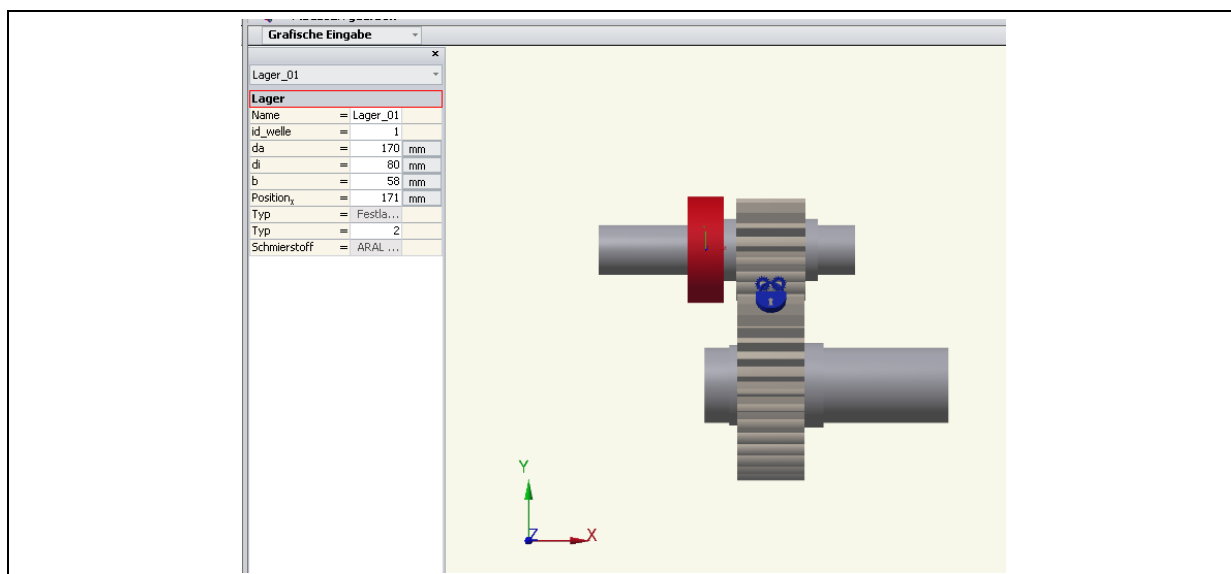 Grafische Eingabe
×
Lager_01
Lager
Name = Lager_01
id_welle = 1
da = 170 mm
di = 80 mm
b = 58 mm
Positionₓ = 171 mm
Typ = Festla...
Typ = 2
Schmierstoff = ARAL ...
Y
Z
X